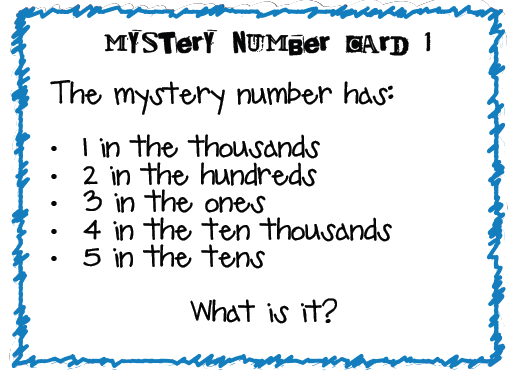 Mystery Number Card 1
The mystery number has:
• 1 in the thousands
• 2 in the hundreds
• 3 in the ones
• 4 in the ten thousands
• 5 in the tens
What is it?